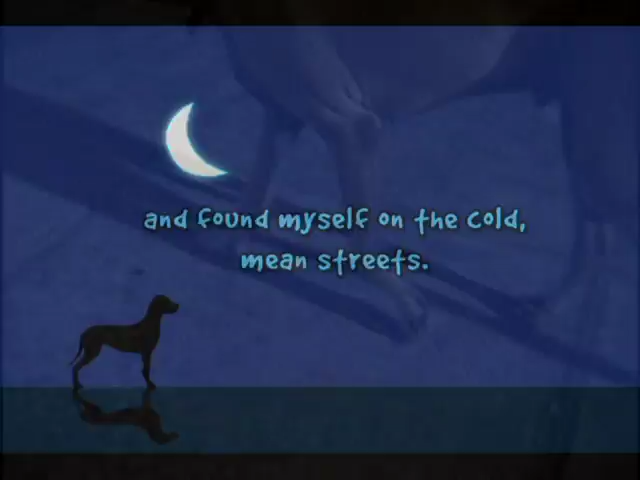 and found myself on the cold,
mean streets.